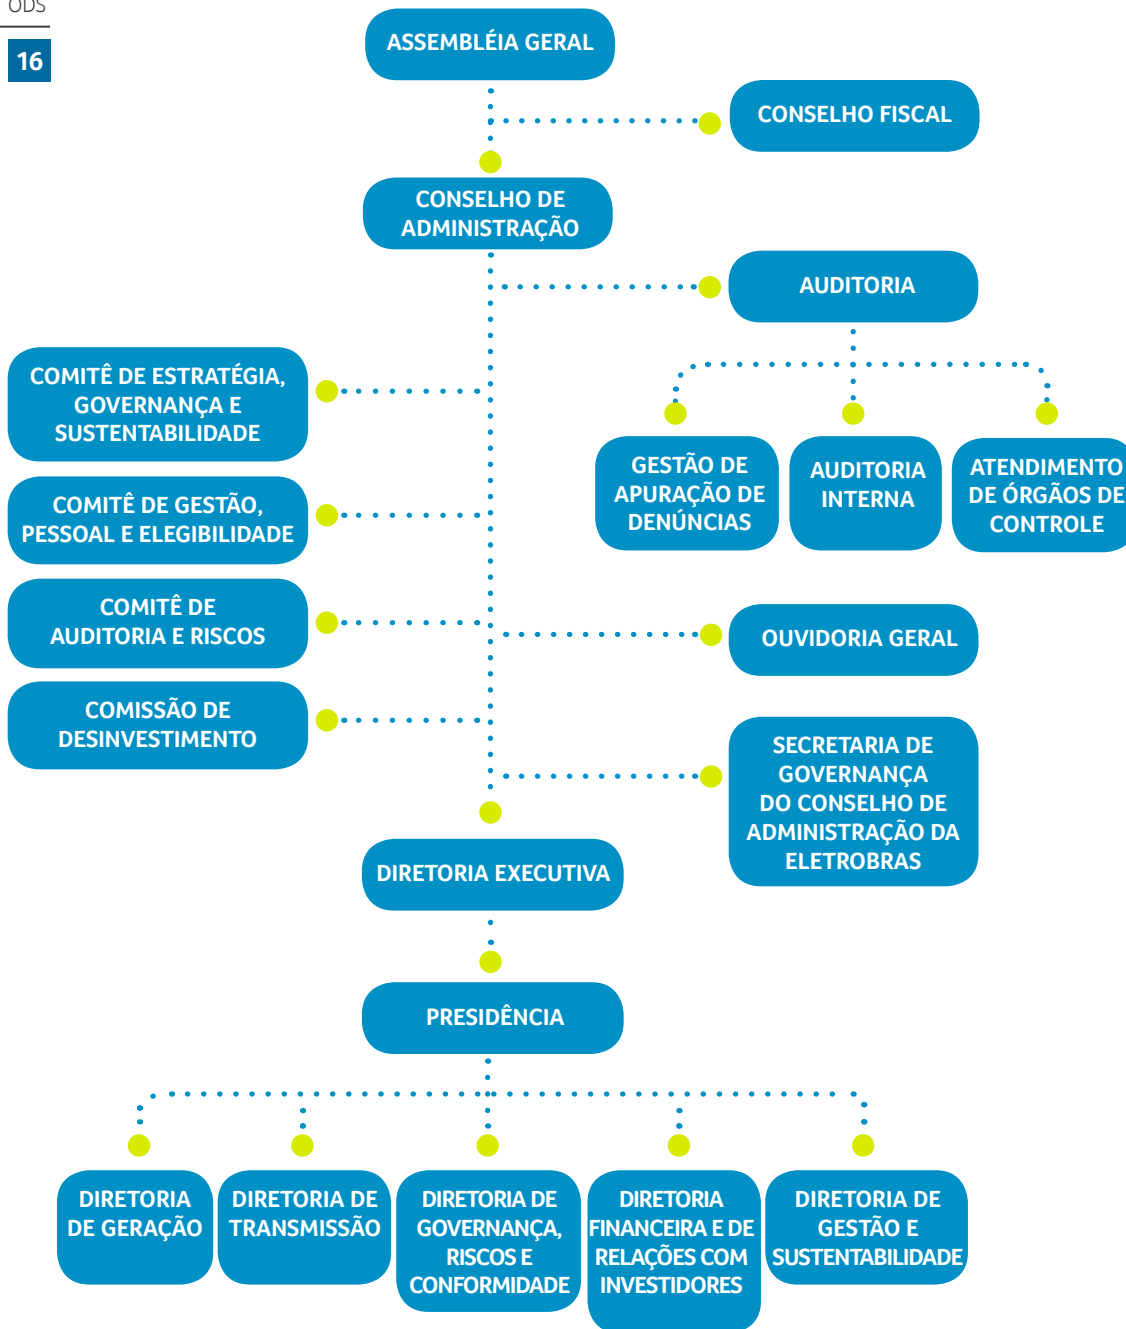 ODS
16
ASSEMBLÉIA GERAL
CONSELHO FISCAL
CONSELHO DE
ADMINISTRAÇÃO
AUDITORIA
COMITÊ DE ESTRATÉGIA,
GOVERNANÇA E
SUSTENTABILIDADE
GESTÃO DE
APURAÇÃO DE
DENÚNCIAS
AUDITORIA
INTERNA
ATENDIMENTO
DE ÓRGÃOS DE
CONTROLE
COMITÊ DE GESTÃO,
PESSOAL E ELEGIBILIDADE
COMITÊ DE
AUDITORIA E RISCOS
OUVIDORIA GERAL
COMISSÃO DE
DESINVESTIMENTO
SECRETARIA DE
GOVERNANÇA
DO CONSELHO DE
ADMINISTRAÇÃO DA
ELETROBRAS
DIRETORIA EXECUTIVA
PRESIDÊNCIA
DIRETORIA
DE GERAÇÃO
DIRETORIA DE
TRANSMISSÃO
DIRETORIA DE
GOVERNANÇA,
RISCOS E
CONFORMIDADE
DIRETORIA
FINANCEIRA E DE
RELAÇÕES COM
INVESTIDORES
DIRETORIA DE
GESTÃO E
SUSTENTABILIDADE